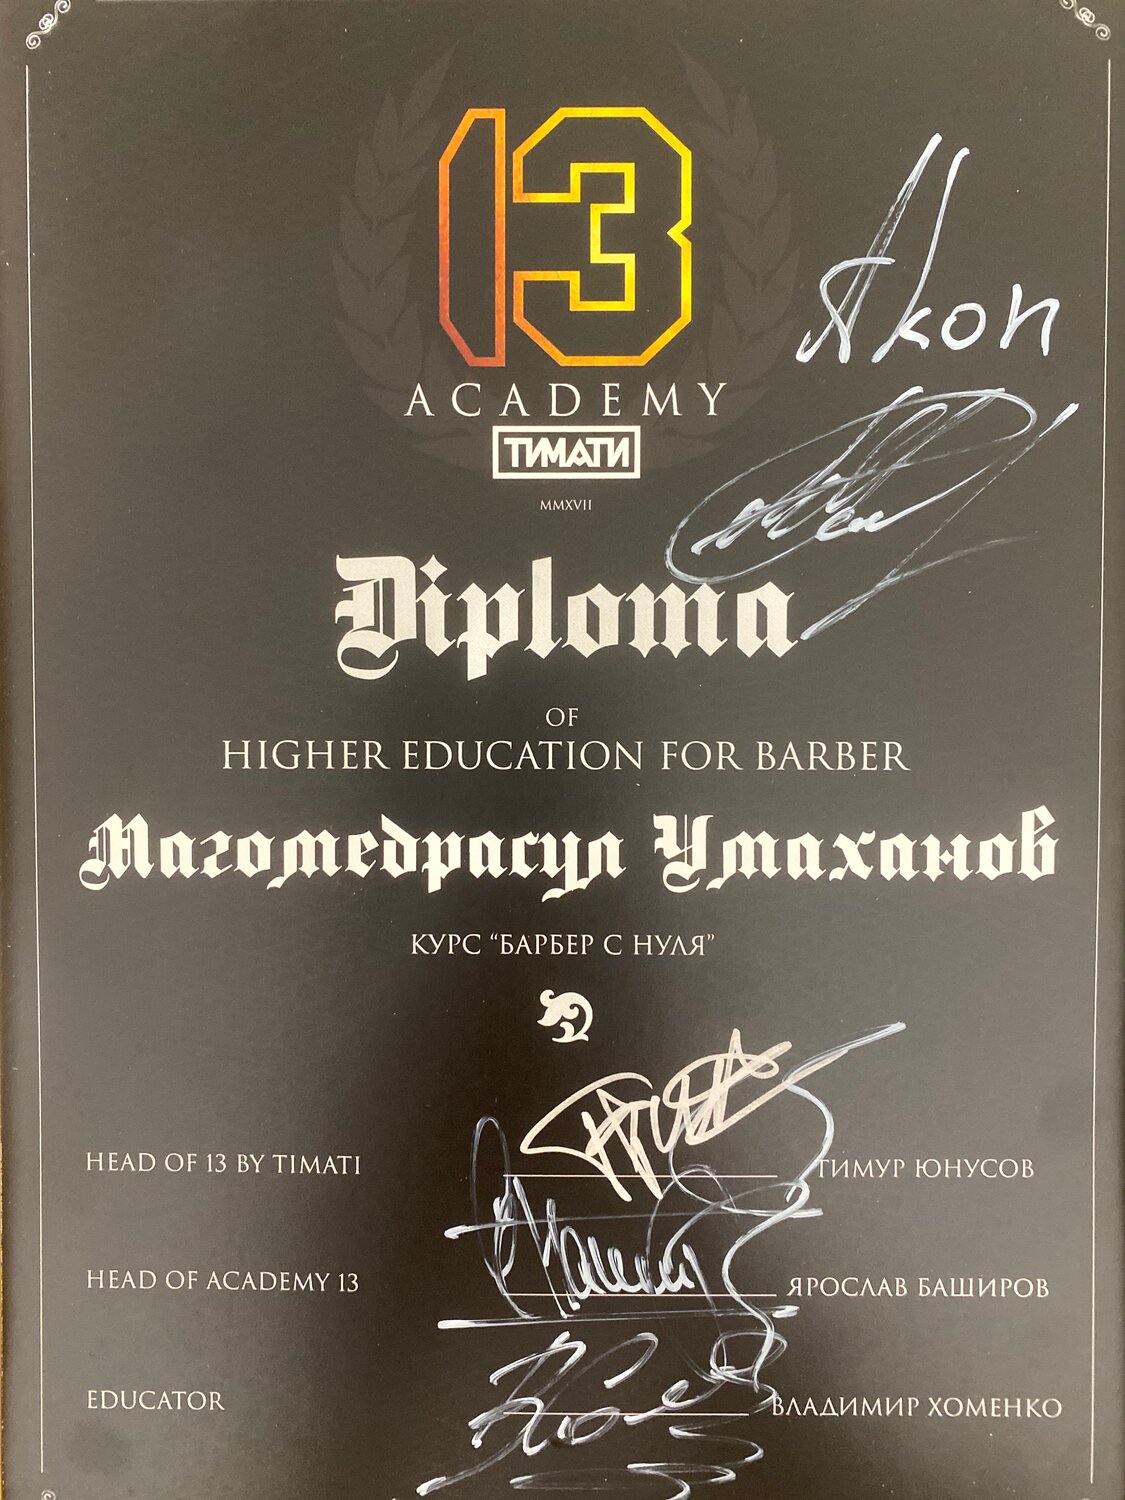 13
ACADEMY
ТИМАТИ
MMXVII
Акоп
Diploma
OF
HIGHER EDUCATION FOR BARBER
Магомедрасул Умаханов
КУРС “БАРБЕР С НУЛЯ”
HEAD OF 13 BY TIMATI ТИМУР ЮНУСОВ
HEAD OF ACADEMY 13 ЯРОСЛАВ БАШИРОВ
EDUCATOR ВЛАДИМИР ХОМЕНКО